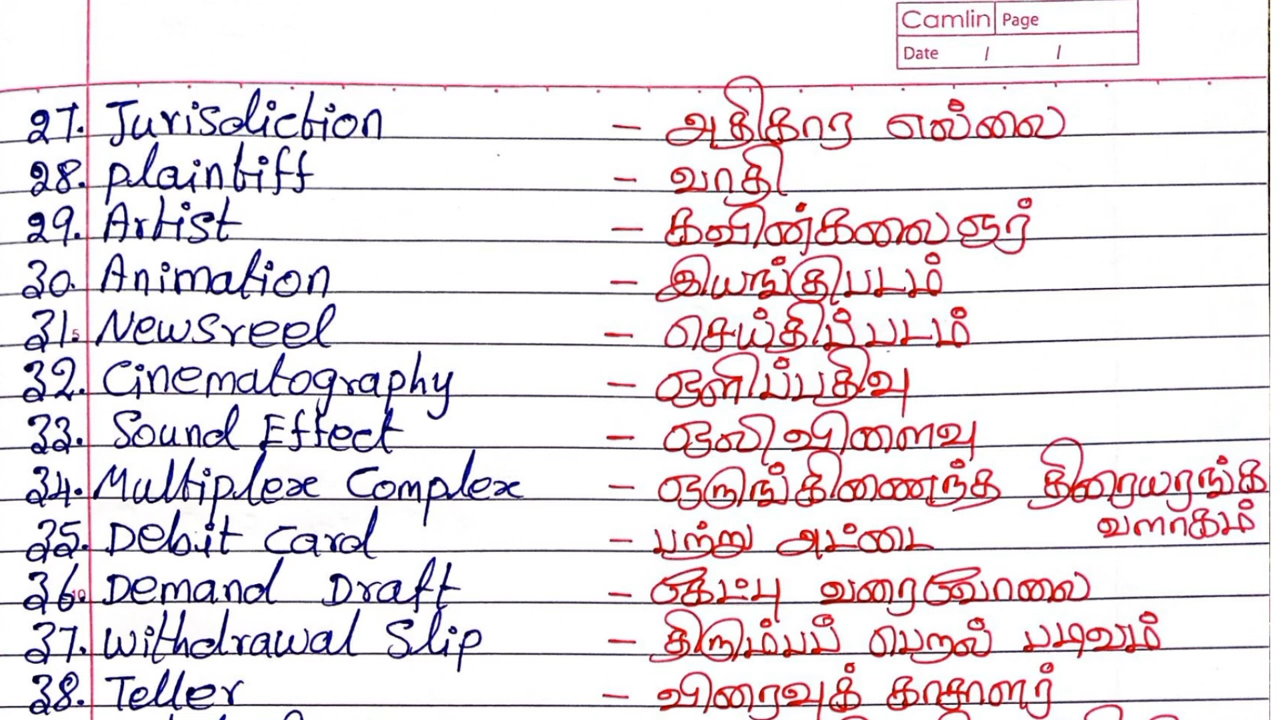 Camlin Page
Date / /
27. Jurisdiction - அதிகார எல்லை
28. Plaintiff - வாதி
29. Artist - கவின்கலைஞர்
30. Animation - இயங்குபடம்
31. Newsreel - செய்திப்படம்
32. Cinematography - ஒளிப்பதிவு
33. Sound Effect - ஒலிவிளைவு
34. Multiplex Complex - ஒருங்கிணைந்த திரையரங்க
வளாகம்
35. Debit Card - பற்று அட்டை
36. Demand Draft - கேட்பு வரைவோலை
37. Withdrawal Slip - திரும்பப் பெறல் படிவம்
38. Teller - விரைவுக் காசாளர்